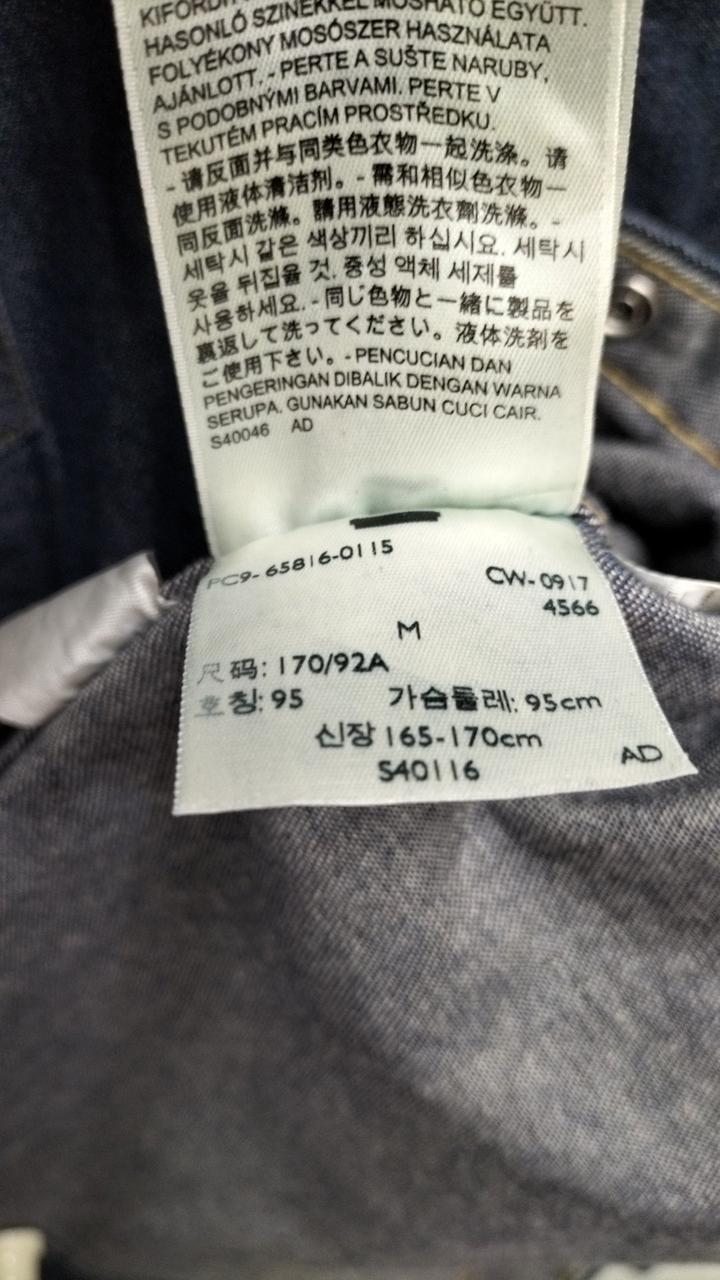 HASONLÓ SZINEKKEL MOSHATÓ EGYÜTT.
FOLYÉKONY MOSÓSZER HASZNÁLATA
AJÁNLOTT. - PERTE A SUŠTE NARUBY,
S PODOBNÝMI BARVAMI. PERTE V
TEKUTÉM PRACÍM PROSTŘEDKU.
- 请反面并与同类色衣物一起洗涤。请
使用液体清洁剂。- 需和相似色衣物一
同反面洗滌。請用液態洗衣劑洗滌。-
세탁시 같은 색상끼리 하십시요. 세탁시
옷을 뒤집을 것. 중성 액체 세제를
사용하세요. - 同じ色物と一緒に製品を
裏返して洗ってください。液体洗剤を
ご使用下さい。- PENCUCIAN DAN
PENGERINGAN DIBALIK DENGAN WARNA
SERUPA. GUNAKAN SABUN CUCI CAIR.
S40046 AD
PC9-65816-0115
CW-0917
4566
M
尺码: 170/92A
호칭: 95 가슴둘레: 95cm
신장 165-170cm
S40116 AD